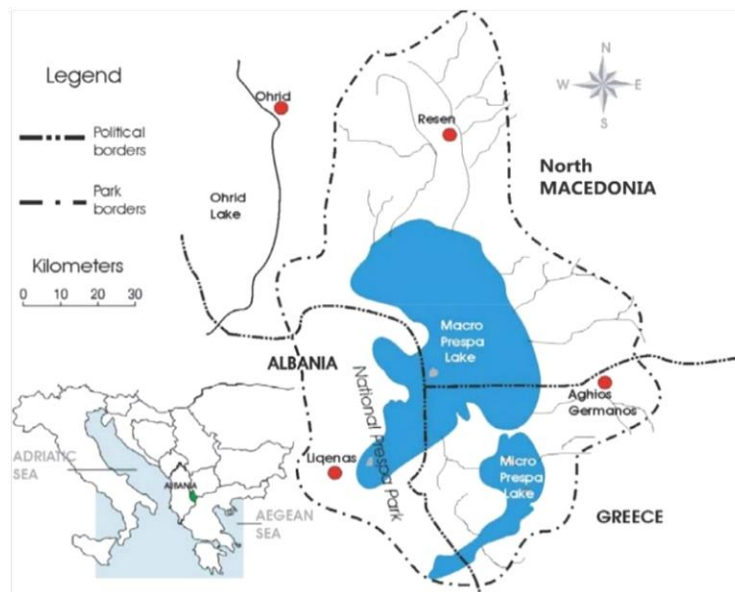 Legend
Political
borders
Park
borders
Kilometers
0 10 20 30
Ohrid
Ohrid
Lake
Resen
N
W E
S
North
MACEDONIA
Macro
Prespa
Lake
ALBANIA
National Prespa Park
Aghios
Germanos
Liqenas
Micro
Prespa
Lake
GREECE
ADRIATIC
SEA
ALBANIA
AEGEAN
SEA